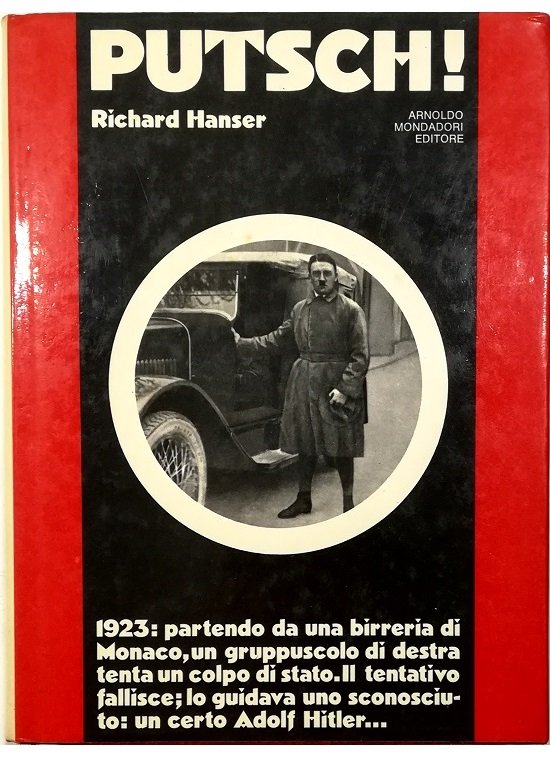 PUTSCH!
Richard Hanser
ARNOLDO
MONDADORI
EDITORE
1923: partendo da una birreria di
Monaco, un gruppuscolo di destra
tenta un colpo di stato. Il tentativo
fallisce; lo guidava uno sconosciu-
to: un certo Adolf Hitler...